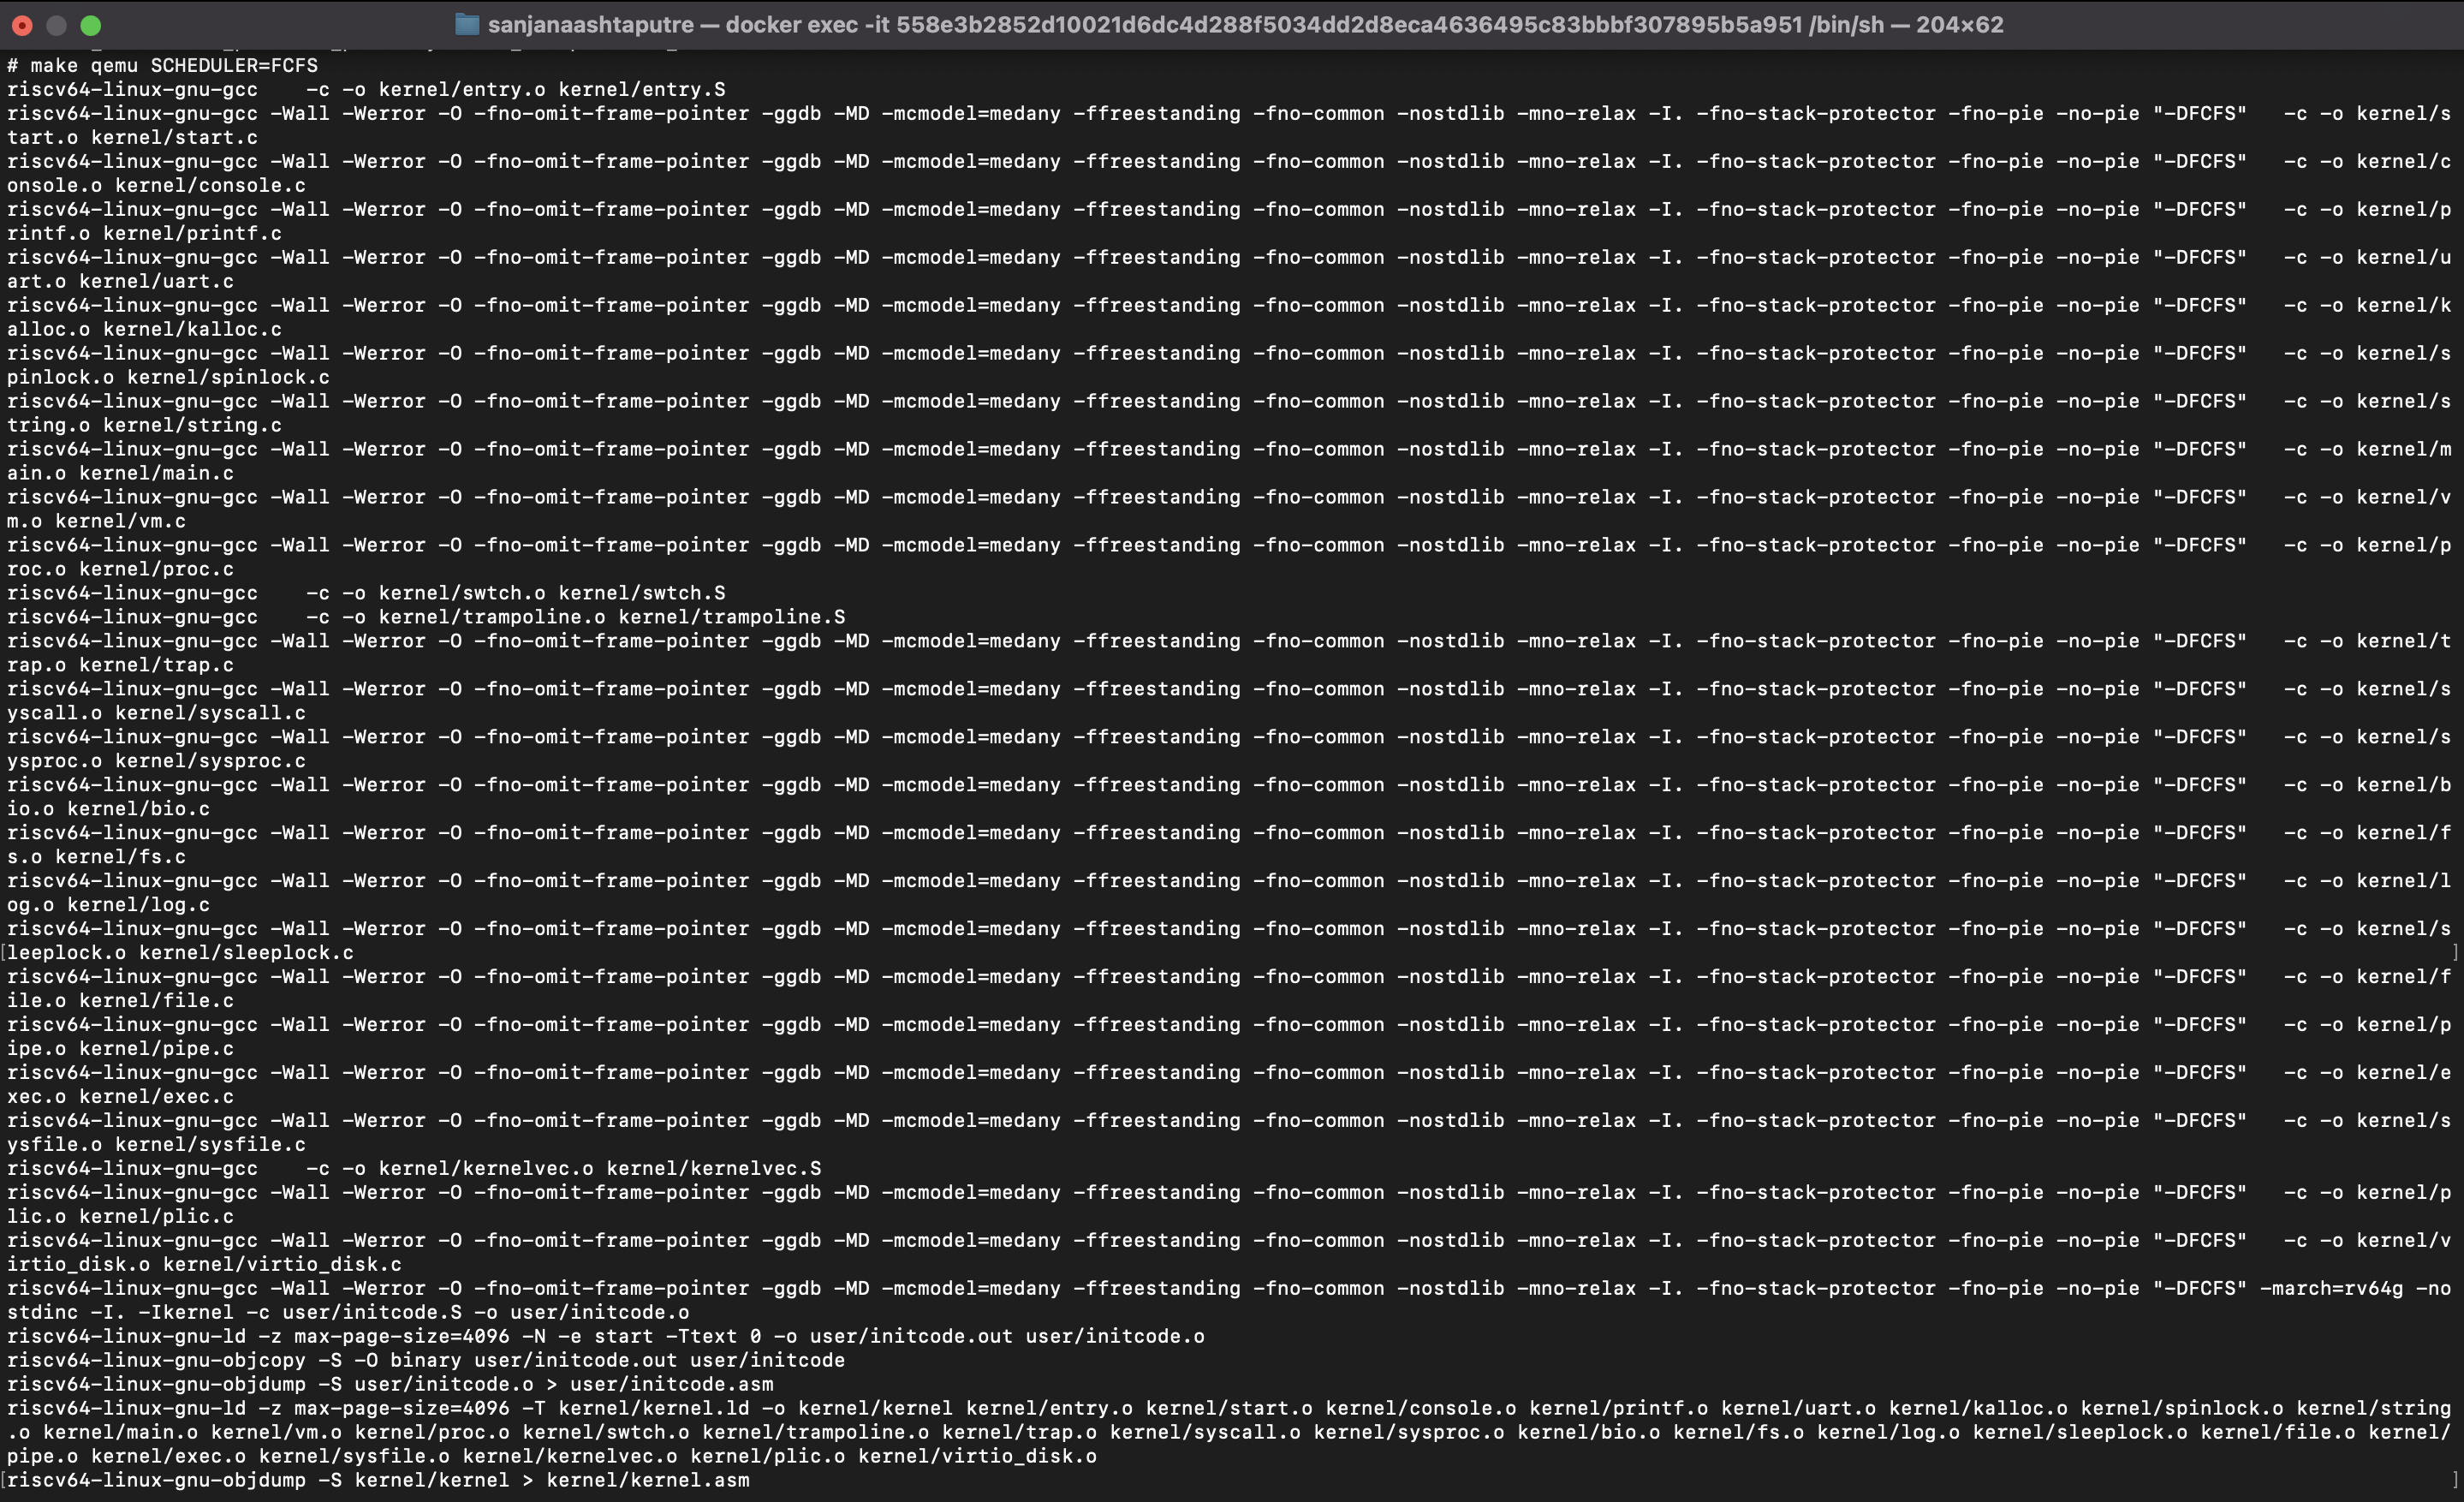 sanjanaashtaputre — docker exec -it 558e3b2852d10021d6dc4d288f5034dd2d8eca4636495c83bbbf307895b5a951 /bin/sh — 204×62
# make qemu SCHEDULER=FCFS
riscv64-linux-gnu-gcc    -c -o kernel/entry.o kernel/entry.S
riscv64-linux-gnu-gcc -Wall -Werror -O -fno-omit-frame-pointer -ggdb -MD -mcmodel=medany -ffreestanding -fno-common -nostdlib -mno-relax -I. -fno-stack-protector -fno-pie -no-pie "-DFCFS"   -c -o kernel/s
tart.o kernel/start.c
riscv64-linux-gnu-gcc -Wall -Werror -O -fno-omit-frame-pointer -ggdb -MD -mcmodel=medany -ffreestanding -fno-common -nostdlib -mno-relax -I. -fno-stack-protector -fno-pie -no-pie "-DFCFS"   -c -o kernel/c
onsole.o kernel/console.c
riscv64-linux-gnu-gcc -Wall -Werror -O -fno-omit-frame-pointer -ggdb -MD -mcmodel=medany -ffreestanding -fno-common -nostdlib -mno-relax -I. -fno-stack-protector -fno-pie -no-pie "-DFCFS"   -c -o kernel/p
rintf.o kernel/printf.c
riscv64-linux-gnu-gcc -Wall -Werror -O -fno-omit-frame-pointer -ggdb -MD -mcmodel=medany -ffreestanding -fno-common -nostdlib -mno-relax -I. -fno-stack-protector -fno-pie -no-pie "-DFCFS"   -c -o kernel/u
art.o kernel/uart.c
riscv64-linux-gnu-gcc -Wall -Werror -O -fno-omit-frame-pointer -ggdb -MD -mcmodel=medany -ffreestanding -fno-common -nostdlib -mno-relax -I. -fno-stack-protector -fno-pie -no-pie "-DFCFS"   -c -o kernel/k
alloc.o kernel/kalloc.c
riscv64-linux-gnu-gcc -Wall -Werror -O -fno-omit-frame-pointer -ggdb -MD -mcmodel=medany -ffreestanding -fno-common -nostdlib -mno-relax -I. -fno-stack-protector -fno-pie -no-pie "-DFCFS"   -c -o kernel/s
pinlock.o kernel/spinlock.c
riscv64-linux-gnu-gcc -Wall -Werror -O -fno-omit-frame-pointer -ggdb -MD -mcmodel=medany -ffreestanding -fno-common -nostdlib -mno-relax -I. -fno-stack-protector -fno-pie -no-pie "-DFCFS"   -c -o kernel/s
tring.o kernel/string.c
riscv64-linux-gnu-gcc -Wall -Werror -O -fno-omit-frame-pointer -ggdb -MD -mcmodel=medany -ffreestanding -fno-common -nostdlib -mno-relax -I. -fno-stack-protector -fno-pie -no-pie "-DFCFS"   -c -o kernel/m
ain.o kernel/main.c
riscv64-linux-gnu-gcc -Wall -Werror -O -fno-omit-frame-pointer -ggdb -MD -mcmodel=medany -ffreestanding -fno-common -nostdlib -mno-relax -I. -fno-stack-protector -fno-pie -no-pie "-DFCFS"   -c -o kernel/v
m.o kernel/vm.c
riscv64-linux-gnu-gcc -Wall -Werror -O -fno-omit-frame-pointer -ggdb -MD -mcmodel=medany -ffreestanding -fno-common -nostdlib -mno-relax -I. -fno-stack-protector -fno-pie -no-pie "-DFCFS"   -c -o kernel/p
roc.o kernel/proc.c
riscv64-linux-gnu-gcc    -c -o kernel/swtch.o kernel/swtch.S
riscv64-linux-gnu-gcc    -c -o kernel/trampoline.o kernel/trampoline.S
riscv64-linux-gnu-gcc -Wall -Werror -O -fno-omit-frame-pointer -ggdb -MD -mcmodel=medany -ffreestanding -fno-common -nostdlib -mno-relax -I. -fno-stack-protector -fno-pie -no-pie "-DFCFS"   -c -o kernel/t
rap.o kernel/trap.c
riscv64-linux-gnu-gcc -Wall -Werror -O -fno-omit-frame-pointer -ggdb -MD -mcmodel=medany -ffreestanding -fno-common -nostdlib -mno-relax -I. -fno-stack-protector -fno-pie -no-pie "-DFCFS"   -c -o kernel/s
yscall.o kernel/syscall.c
riscv64-linux-gnu-gcc -Wall -Werror -O -fno-omit-frame-pointer -ggdb -MD -mcmodel=medany -ffreestanding -fno-common -nostdlib -mno-relax -I. -fno-stack-protector -fno-pie -no-pie "-DFCFS"   -c -o kernel/s
ysproc.o kernel/sysproc.c
riscv64-linux-gnu-gcc -Wall -Werror -O -fno-omit-frame-pointer -ggdb -MD -mcmodel=medany -ffreestanding -fno-common -nostdlib -mno-relax -I. -fno-stack-protector -fno-pie -no-pie "-DFCFS"   -c -o kernel/b
io.o kernel/bio.c
riscv64-linux-gnu-gcc -Wall -Werror -O -fno-omit-frame-pointer -ggdb -MD -mcmodel=medany -ffreestanding -fno-common -nostdlib -mno-relax -I. -fno-stack-protector -fno-pie -no-pie "-DFCFS"   -c -o kernel/f
s.o kernel/fs.c
riscv64-linux-gnu-gcc -Wall -Werror -O -fno-omit-frame-pointer -ggdb -MD -mcmodel=medany -ffreestanding -fno-common -nostdlib -mno-relax -I. -fno-stack-protector -fno-pie -no-pie "-DFCFS"   -c -o kernel/l
og.o kernel/log.c
riscv64-linux-gnu-gcc -Wall -Werror -O -fno-omit-frame-pointer -ggdb -MD -mcmodel=medany -ffreestanding -fno-common -nostdlib -mno-relax -I. -fno-stack-protector -fno-pie -no-pie "-DFCFS"   -c -o kernel/s
[leeplock.o kernel/sleeplock.c ]
riscv64-linux-gnu-gcc -Wall -Werror -O -fno-omit-frame-pointer -ggdb -MD -mcmodel=medany -ffreestanding -fno-common -nostdlib -mno-relax -I. -fno-stack-protector -fno-pie -no-pie "-DFCFS"   -c -o kernel/f
ile.o kernel/file.c
riscv64-linux-gnu-gcc -Wall -Werror -O -fno-omit-frame-pointer -ggdb -MD -mcmodel=medany -ffreestanding -fno-common -nostdlib -mno-relax -I. -fno-stack-protector -fno-pie -no-pie "-DFCFS"   -c -o kernel/p
ipe.o kernel/pipe.c
riscv64-linux-gnu-gcc -Wall -Werror -O -fno-omit-frame-pointer -ggdb -MD -mcmodel=medany -ffreestanding -fno-common -nostdlib -mno-relax -I. -fno-stack-protector -fno-pie -no-pie "-DFCFS"   -c -o kernel/e
xec.o kernel/exec.c
riscv64-linux-gnu-gcc -Wall -Werror -O -fno-omit-frame-pointer -ggdb -MD -mcmodel=medany -ffreestanding -fno-common -nostdlib -mno-relax -I. -fno-stack-protector -fno-pie -no-pie "-DFCFS"   -c -o kernel/s
ysfile.o kernel/sysfile.c
riscv64-linux-gnu-gcc    -c -o kernel/kernelvec.o kernel/kernelvec.S
riscv64-linux-gnu-gcc -Wall -Werror -O -fno-omit-frame-pointer -ggdb -MD -mcmodel=medany -ffreestanding -fno-common -nostdlib -mno-relax -I. -fno-stack-protector -fno-pie -no-pie "-DFCFS"   -c -o kernel/p
lic.o kernel/plic.c
riscv64-linux-gnu-gcc -Wall -Werror -O -fno-omit-frame-pointer -ggdb -MD -mcmodel=medany -ffreestanding -fno-common -nostdlib -mno-relax -I. -fno-stack-protector -fno-pie -no-pie "-DFCFS"   -c -o kernel/v
irtio_disk.o kernel/virtio_disk.c
riscv64-linux-gnu-gcc -Wall -Werror -O -fno-omit-frame-pointer -ggdb -MD -mcmodel=medany -ffreestanding -fno-common -nostdlib -mno-relax -I. -fno-stack-protector -fno-pie -no-pie "-DFCFS" -march=rv64g -no
stdinc -I. -Ikernel -c user/initcode.S -o user/initcode.o
riscv64-linux-gnu-ld -z max-page-size=4096 -N -e start -Ttext 0 -o user/initcode.out user/initcode.o
riscv64-linux-gnu-objcopy -S -O binary user/initcode.out user/initcode
riscv64-linux-gnu-objdump -S user/initcode.o > user/initcode.asm
riscv64-linux-gnu-ld -z max-page-size=4096 -T kernel/kernel.ld -o kernel/kernel kernel/entry.o kernel/start.o kernel/console.o kernel/printf.o kernel/uart.o kernel/kalloc.o kernel/spinlock.o kernel/string
.o kernel/main.o kernel/vm.o kernel/proc.o kernel/swtch.o kernel/trampoline.o kernel/trap.o kernel/syscall.o kernel/sysproc.o kernel/bio.o kernel/fs.o kernel/log.o kernel/sleeplock.o kernel/file.o kernel/
pipe.o kernel/exec.o kernel/sysfile.o kernel/kernelvec.o kernel/plic.o kernel/virtio_disk.o
[riscv64-linux-gnu-objdump -S kernel/kernel > kernel/kernel.asm ]